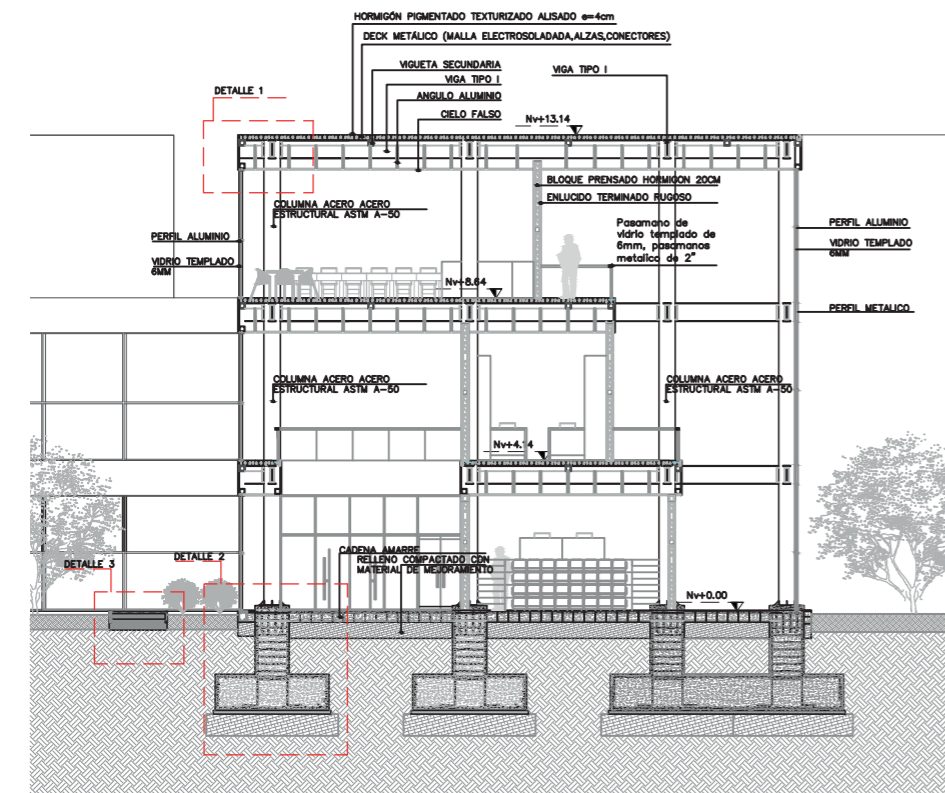 HORMIGÓN PIGMENTADO TEXTURIZADO ALISADO e=4cm
DECK METÁLICO (MALLA ELECTROSOLADADA,ALZAS,CONECTORES)
VIGUETA SECUNDARIA
VIGA TIPO I
VIGA TIPO I
DETALLE 1
ANGULO ALUMINIO
CIELO FALSO
Nv+13.14
BLOQUE PRENSADO HORMIGON 20CM
ENLUCIDO TERMINADO RUGOSO
COLUMNA ACERO ACERO
ESTRUCTURAL ASTM A-50
Pasamano de
vidrio templado de
6mm, pasamanos
metalico de 2"
PERFIL ALUMINIO
VIDRIO TEMPLADO
6MM
PERFIL ALUMINIO
VIDRIO TEMPLADO
6MM
Nv+8.64
PERFIL METALICO
COLUMNA ACERO ACERO
ESTRUCTURAL ASTM A-50
COLUMNA ACERO ACERO
ESTRUCTURAL ASTM A-50
Nv+4.14
CADENA AMARRE
RELLENO COMPACTADO CON
MATERIAL DE MEJORAMIENTO
DETALLE 2
DETALLE 3
Nv+0.00